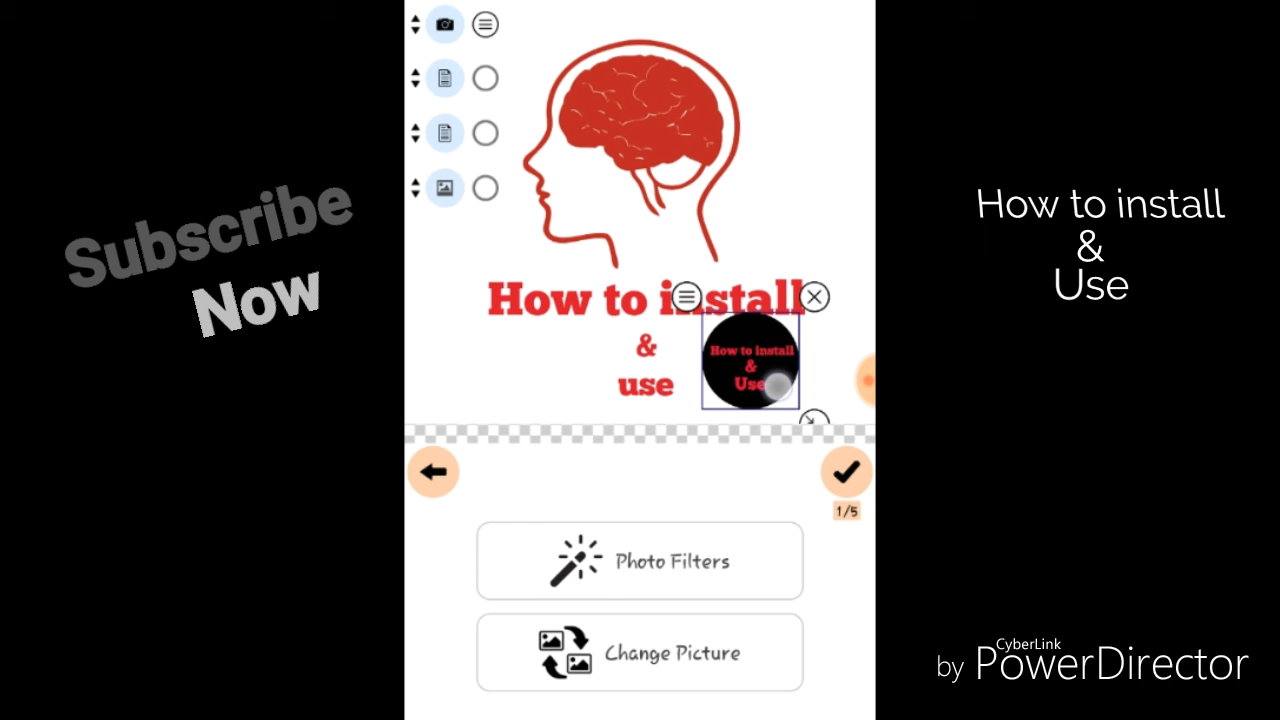 Subscribe
Now
How to install
&
use
How to install
&
Use
1/5
Photo Filters
Change Picture
How to install
&
Use
CyberLink
by PowerDirector